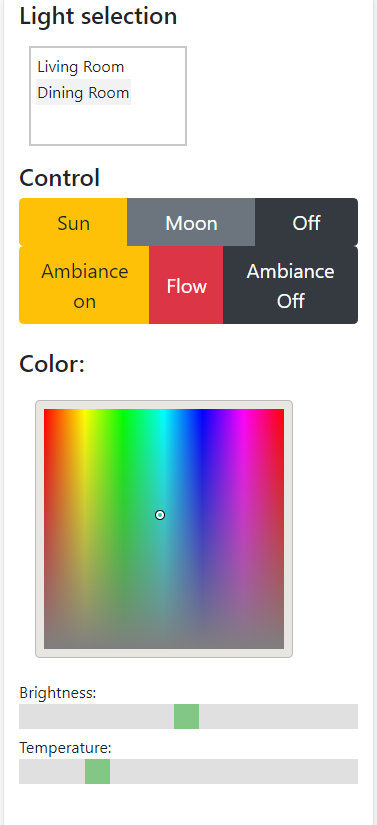 Light selection
Living Room
Dining Room
Control
Sun Moon Off
Ambiance on Flow Ambiance Off
Color:
Brightness:
Temperature: